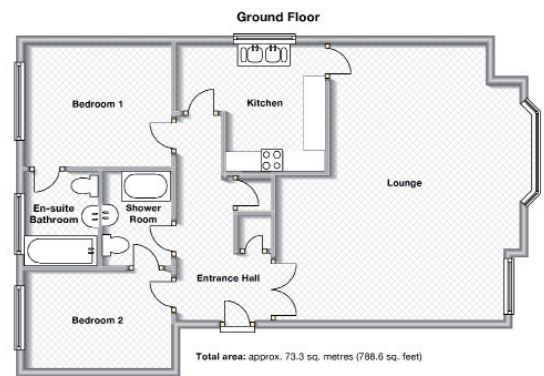 Ground Floor
Bedroom 1
Kitchen
Lounge
En-suite
Bathroom
Shower
Room
Entrance Hall
Bedroom 2
Total area: approx. 73.3 sq. metres (788.6 sq. feet)